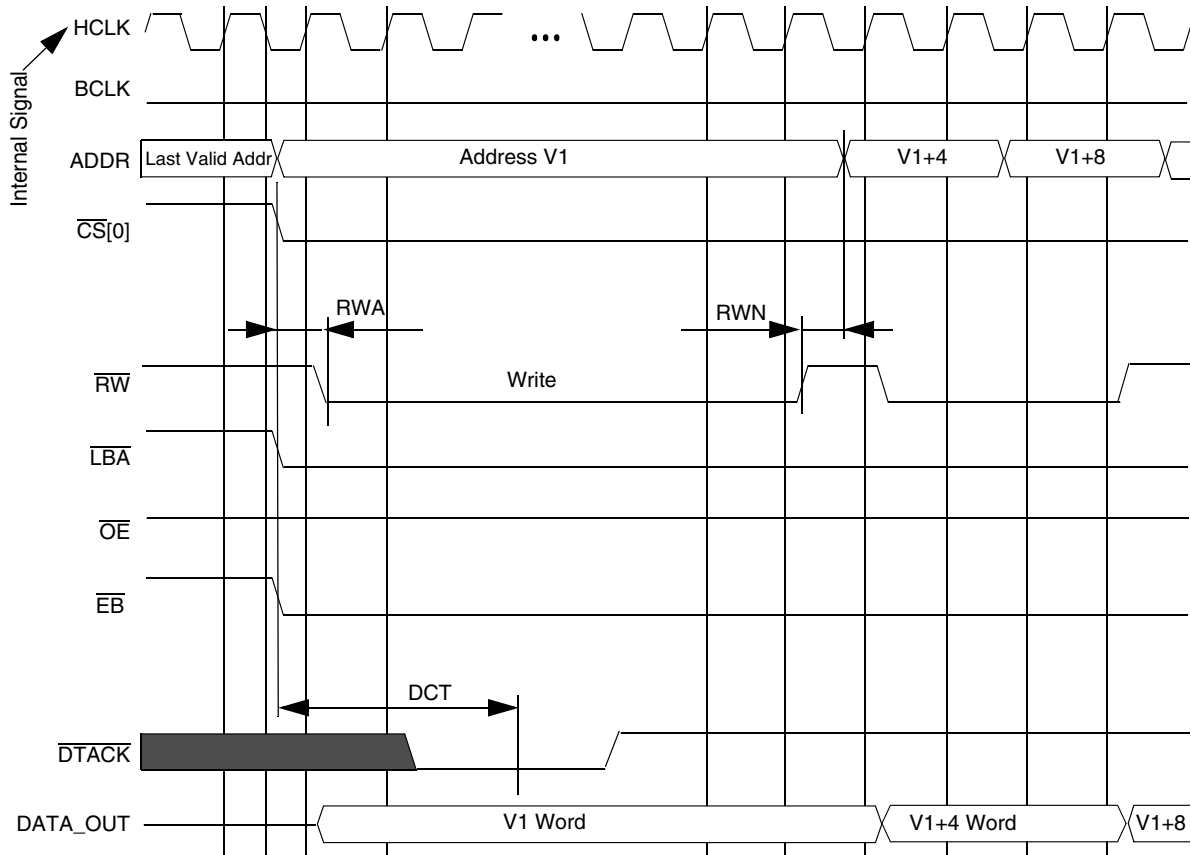 HCLK
...
Internal Signal
BCLK
ADDR Last Valid Addr Address V1 V1+4 V1+8
CS[0]
RWA RWN
RW Write
LBA
OE
EB
DCT
DTACK
DATA_OUT V1 Word V1+4 Word V1+8